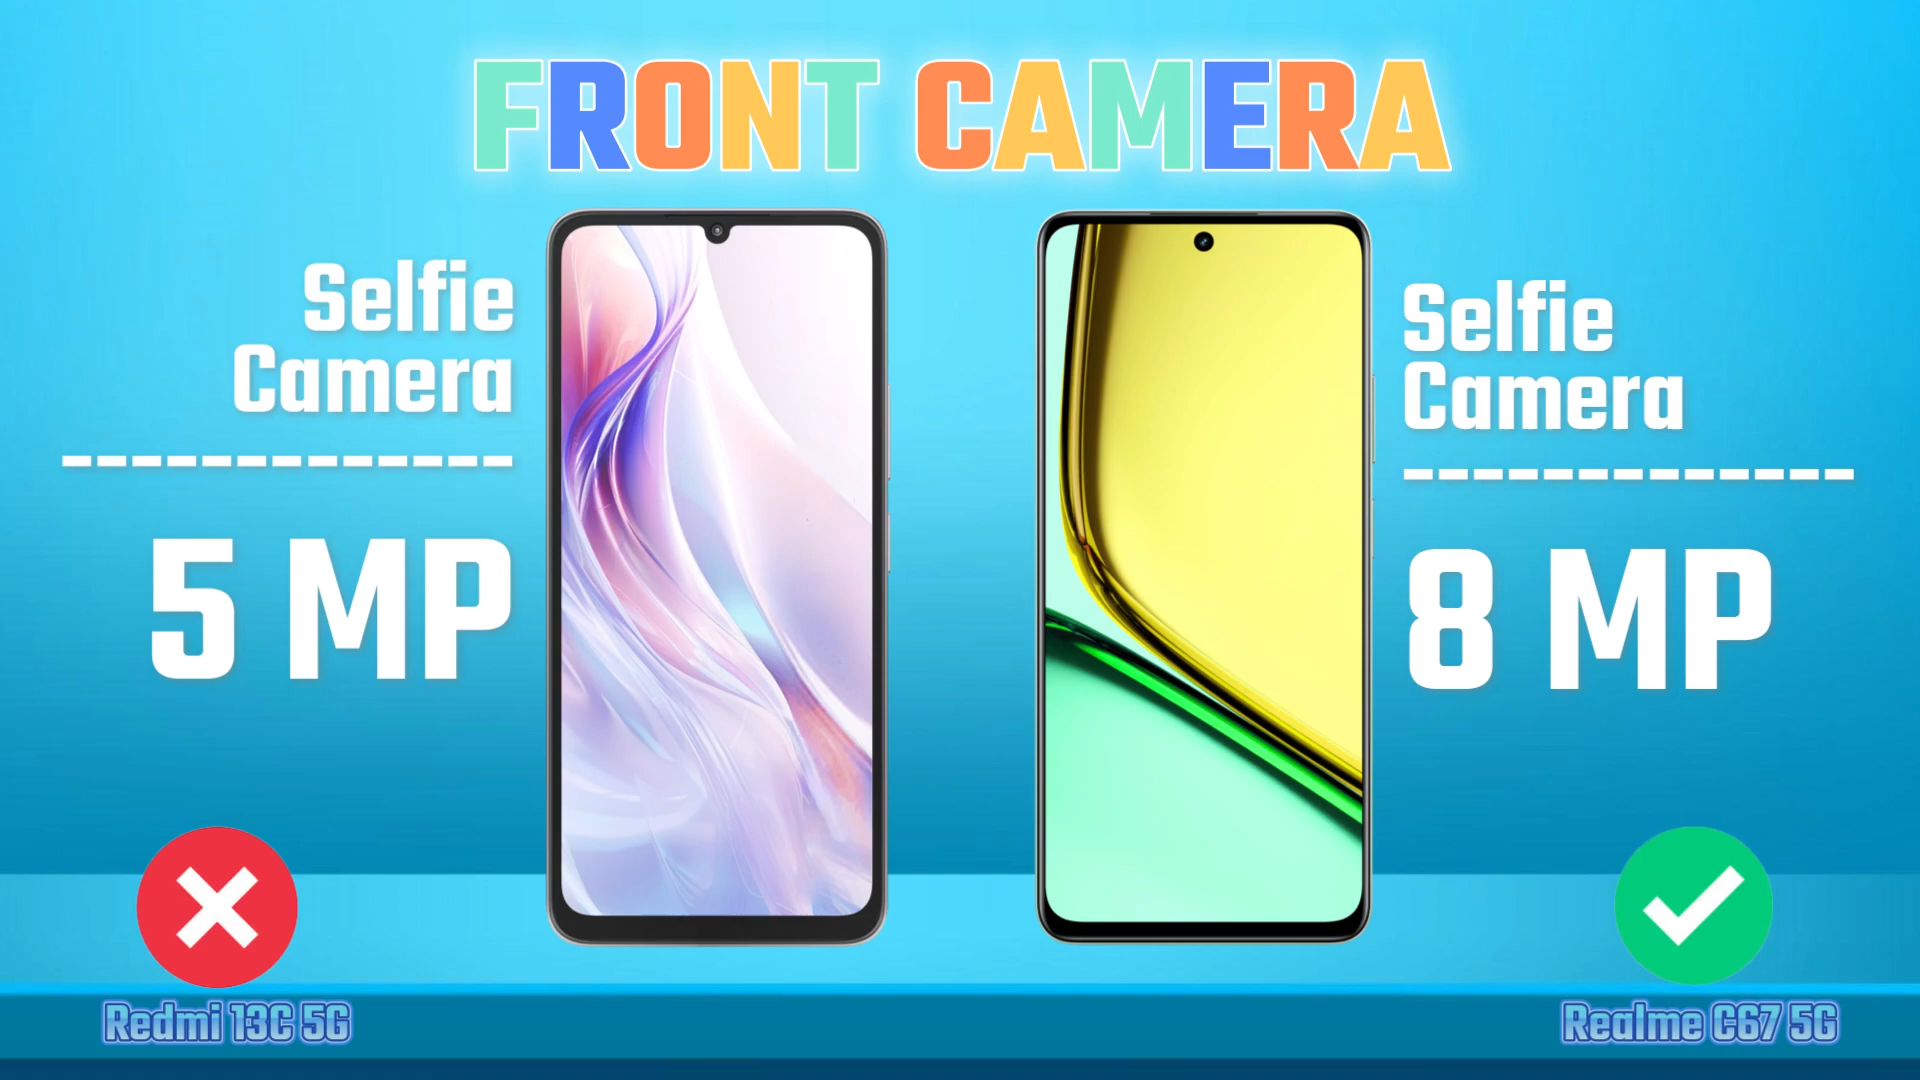 FRONT CAMERA
Selfie
Camera
-------------
5 MP
Selfie
Camera
-------------
8 MP
Redmi 13C 5G
Realme C67 5G